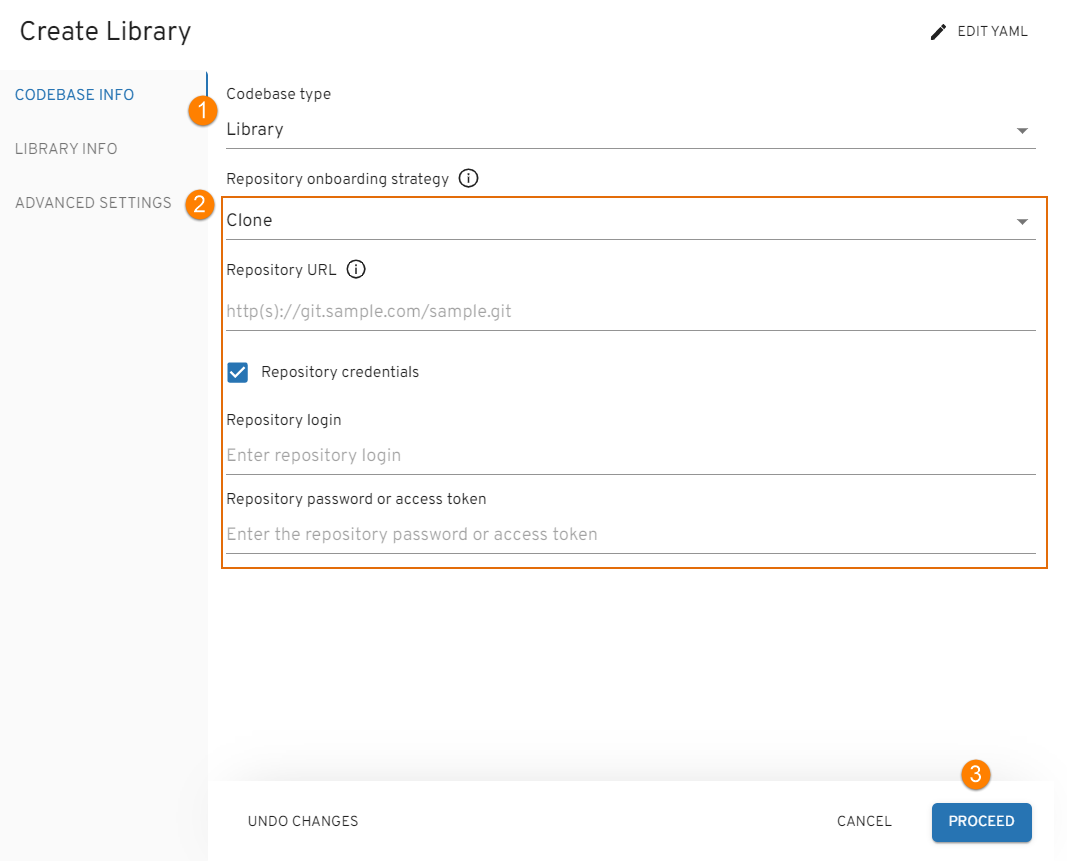 Create Library
EDIT YAML
CODEBASE INFO
LIBRARY INFO
ADVANCED SETTINGS
1
Codebase type
Library
Repository onboarding strategy
2
Clone
Repository URL
http(s)://git.sample.com/sample.git
Repository credentials
Repository login
Enter repository login
Repository password or access token
Enter the repository password or access token
3
UNDO CHANGES
CANCEL
PROCEED